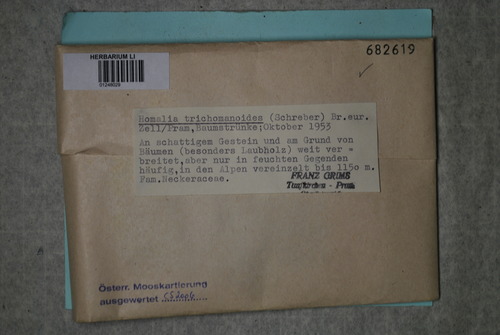 HERBARIUM LI
682619
Homalia trichomanoides (Schreber) Br.eur.
Zell/Pram,Baumstrünke;Oktober 1953
An schattigem Gestein und am Grund von
Bäumen (besonders Laubholz) weit ver =
breitet,aber nur in feuchten Gegenden
häufig,in den Alpen vereinzelt bis 1150 m.
Fam.Neckeraceae.
FRANZ GRIMS
Taufkirchen - Pram
Österr. Mooskartierung
ausgewertet